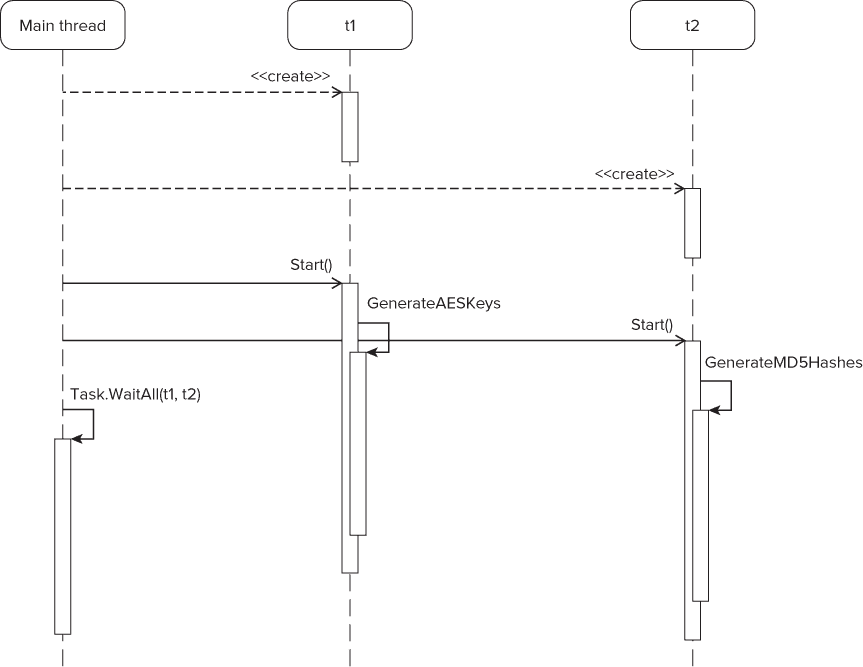 Main thread
t1
t2
<<create>>
<<create>>
Start()
GenerateAESKeys
Start()
GenerateMD5Hashes
Task.WaitAll(t1, t2)